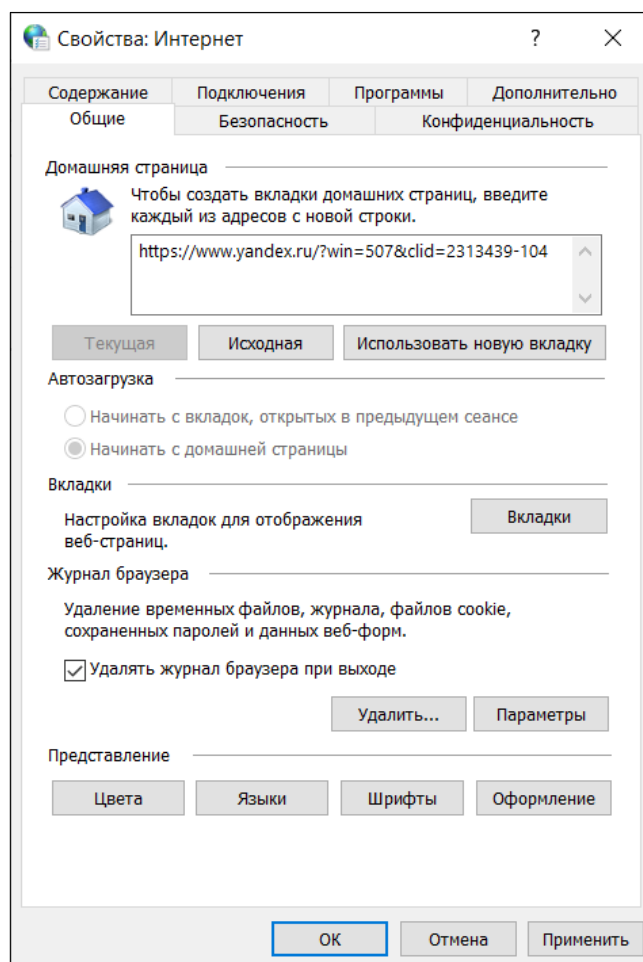 Свойства: Интернет ?
Содержание Подключения Программы Дополнительно
Общие Безопасность Конфиденциальность
Домашняя страница
Чтобы создать вкладки домашних страниц, введите
каждый из адресов с новой строки.
https://www.yandex.ru/?win=507&clid=2313439-104
Текущая Исходная Использовать новую вкладку
Автозагрузка
Начинать с вкладок, открытых в предыдущем сеансе
Начинать с домашней страницы
Вкладки
Настройка вкладок для отображения
веб-страниц.
Вкладки
Журнал браузера
Удаление временных файлов, журнала, файлов cookie,
сохраненных паролей и данных веб-форм.
Удалять журнал браузера при выходе
Удалить... Параметры
Представление
Цвета Языки Шрифты Оформление
ОК Отмена Применить